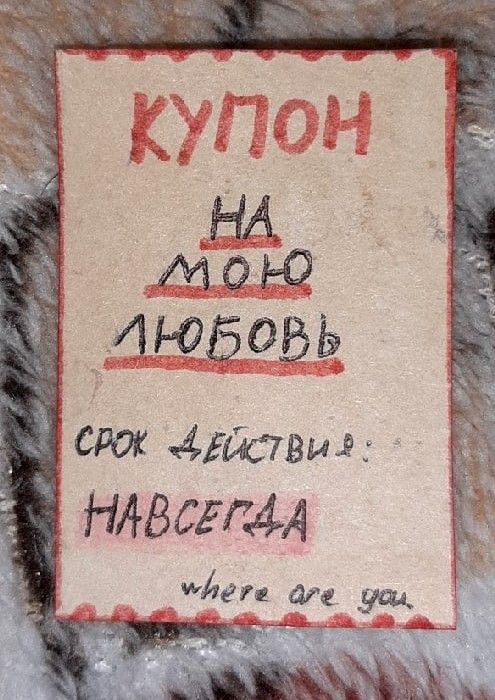 КУПОН
НА
МОЮ
ЛЮБОВЬ
СРОК ДЕЙСТВИЯ:
НАВСЕГДА
where are you